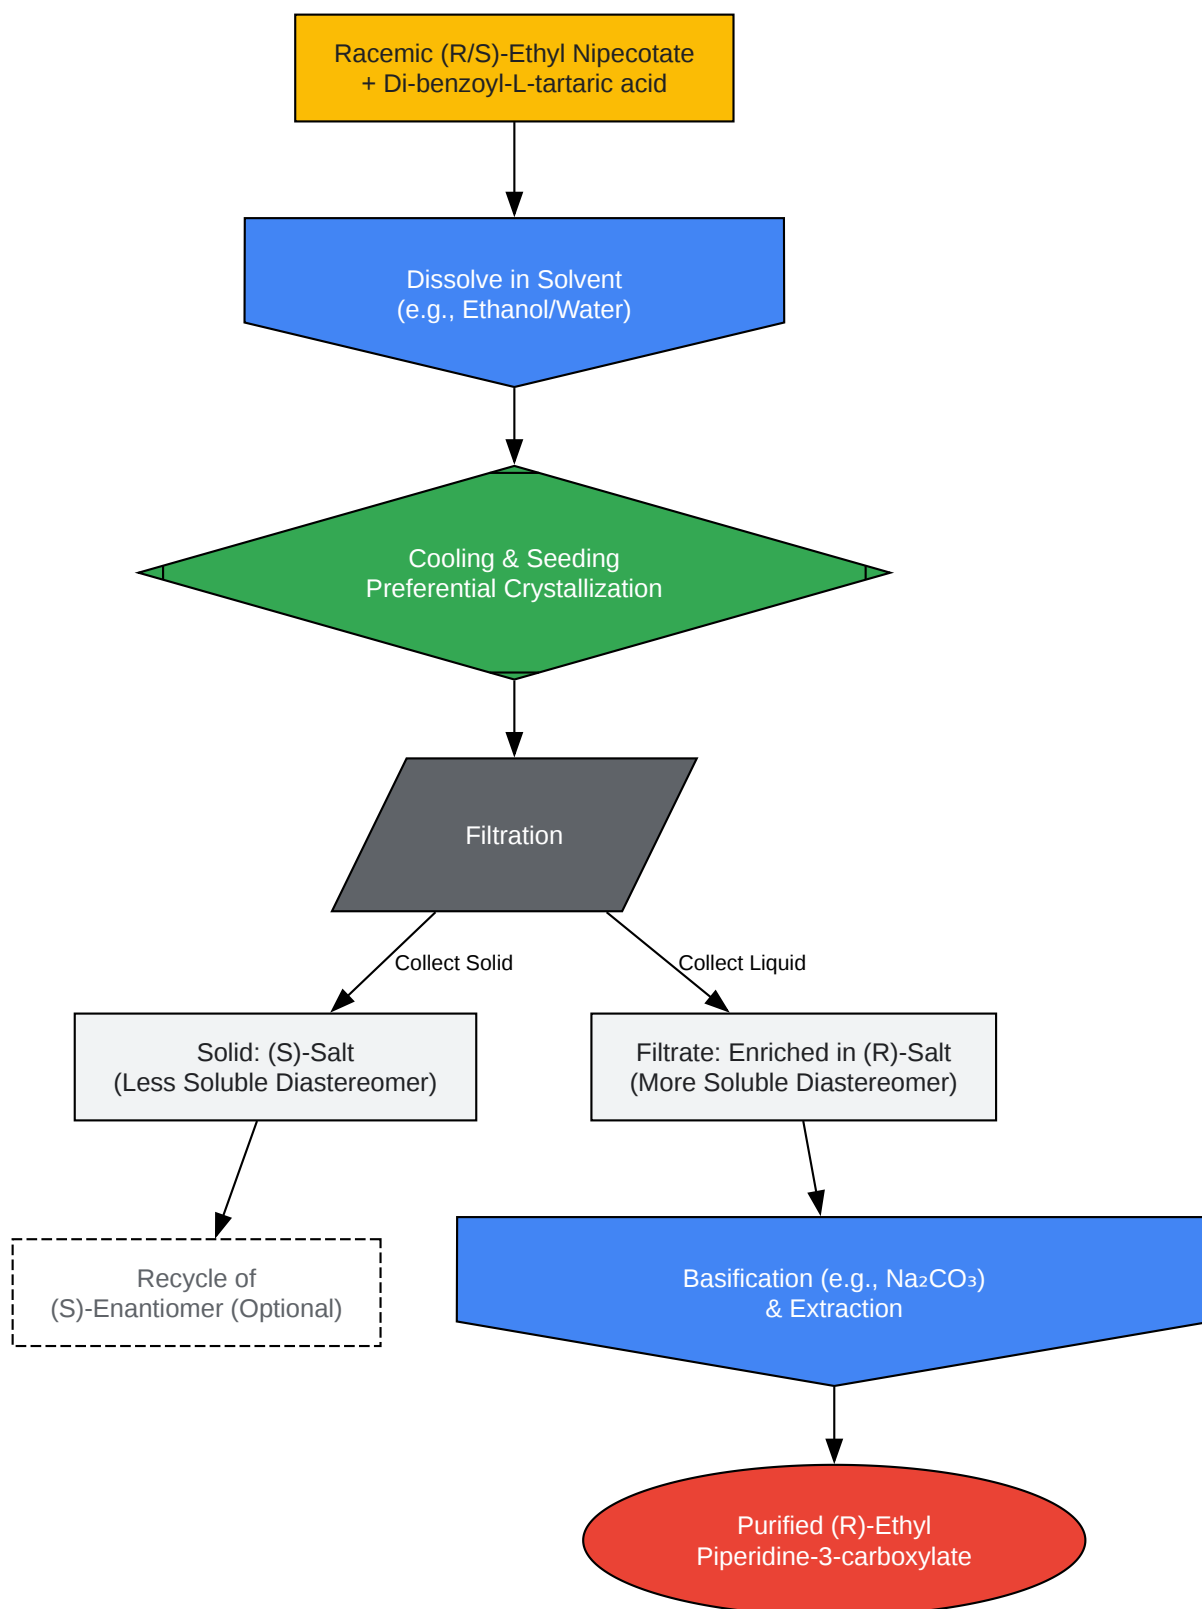 Racemic (R/S)-Ethyl Nipecotate
+ Di-benzoyl-L-tartaric acid
Dissolve in Solvent
(e.g., Ethanol/Water)
Cooling & Seeding
Preferential Crystallization
Filtration
Collect Solid
Collect Liquid
Solid: (S)-Salt
(Less Soluble Diastereomer)
Filtrate: Enriched in (R)-Salt
(More Soluble Diastereomer)
Recycle of
(S)-Enantiomer (Optional)
Basification (e.g., Na₂CO₃)
& Extraction
Purified (R)-Ethyl
Piperidine-3-carboxylate